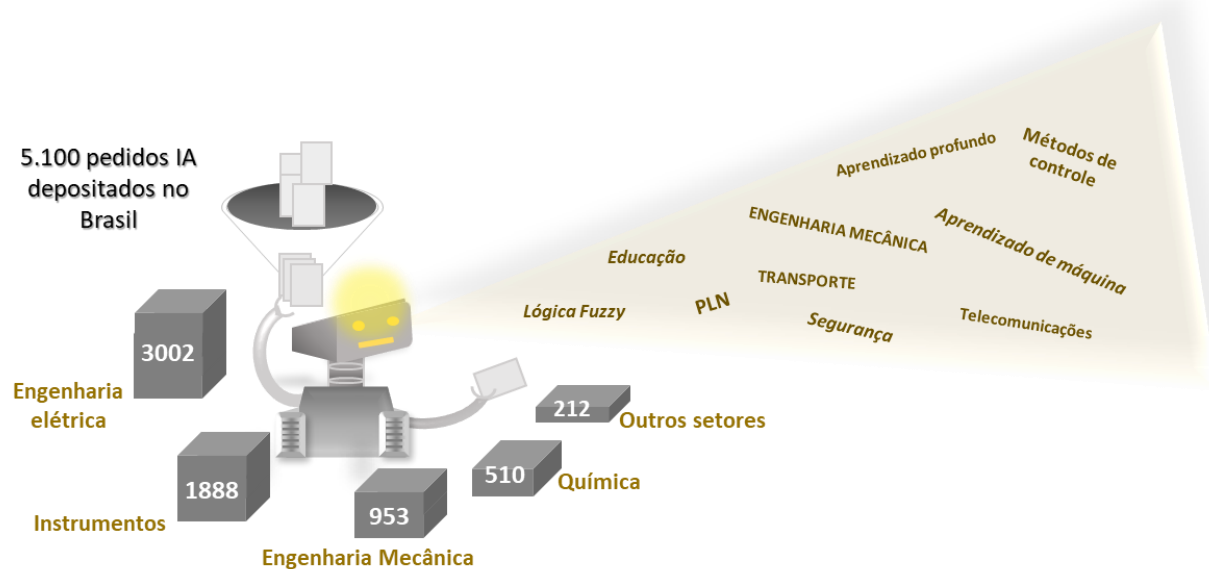 5.100 pedidos IA
depositados no
Brasil
Aprendizado profundo
Métodos de
controle
ENGENHARIA MECÂNICA
Aprendizado de máquina
Educação
TRANSPORTE
Lógica Fuzzy
PLN
Segurança
Telecomunicações
3002
Engenharia
elétrica
1888
Instrumentos
953
Engenharia Mecânica
510
Química
212
Outros setores